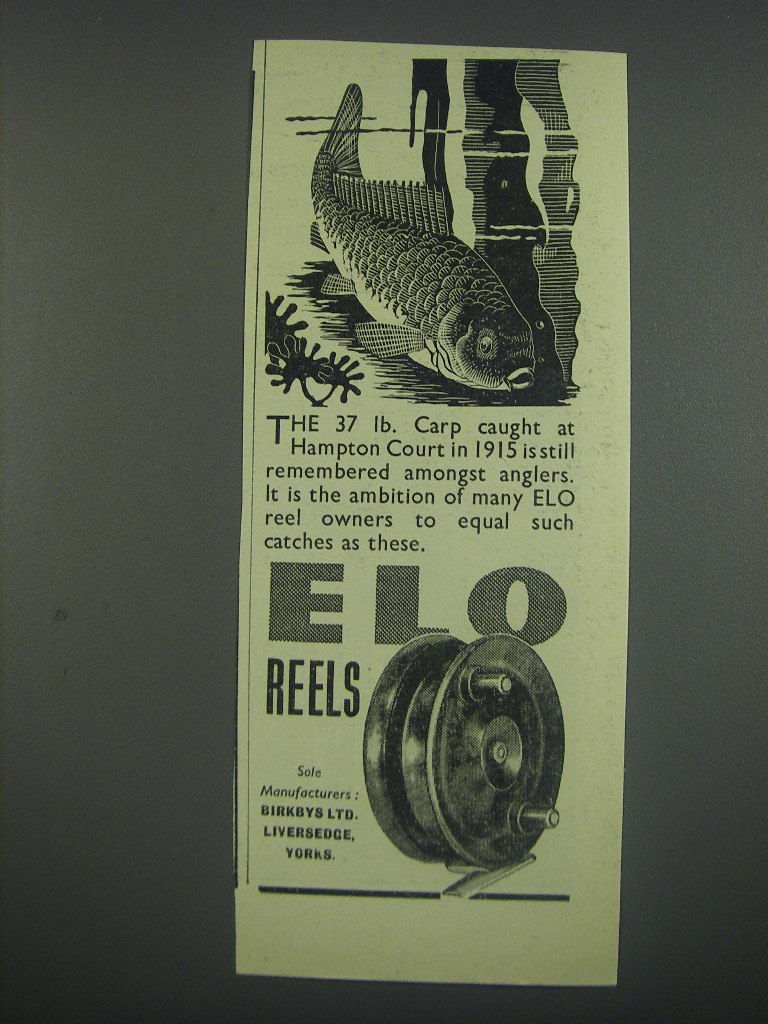 THE 37 lb. Carp caught at
Hampton Court in 1915 is still
remembered amongst anglers.
It is the ambition of many ELO
reel owners to equal such
catches as these.
ELO
REELS
Sole
Manufacturers :
BIRKBYS LTD.
LIVERSEDGE,
YORKS.